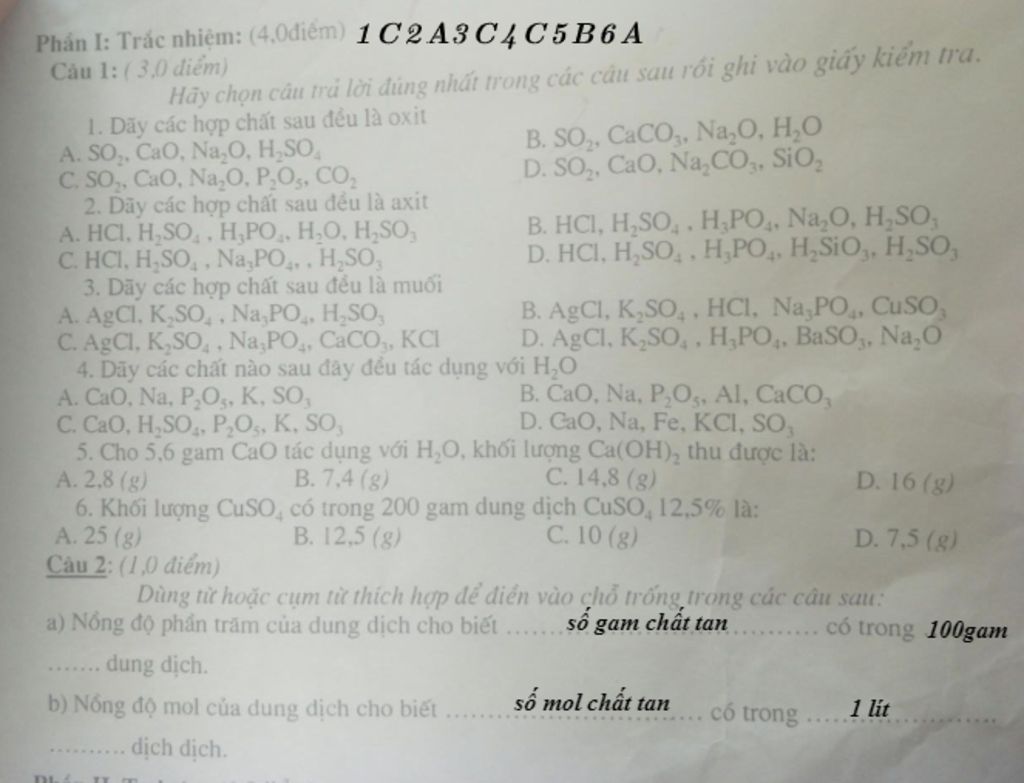 Phần I: Trắc nhiệm: (4,0điểm) 1C2A3C4C5B6A
Câu 1: ( 3,0 điểm)
Hãy chọn câu trả lời đúng nhất trong các câu sau rồi ghi vào giấy kiểm tra.
1. Dãy các hợp chất sau đều là oxit
A. SO₂, CaO, Na₂O, H₂SO₄ B. SO₂, CaCO₃, Na₂O, H₂O
C. SO₂, CaO, Na₂O, P₂O₅, CO₂ D. SO₂, CaO, Na₂CO₃, SiO₂
2. Dãy các hợp chất sau đều là axit
A. HCl, H₂SO₄ , H₃PO₄, H₂O, H₂SO₃ B. HCl, H₂SO₄ , H₃PO₄, Na₂O, H₂SO₃
C. HCl, H₂SO₄ , Na₃PO₄, , H₂SO₃ D. HCl, H₂SO₄ , H₃PO₄, H₂SiO₃, H₂SO₃
3. Dãy các hợp chất sau đều là muối
A. AgCl, K₂SO₄ , Na₃PO₄, H₂SO₃ B. AgCl, K₂SO₄ , HCl, Na₃PO₄, CuSO₃
C. AgCl, K₂SO₄ , Na₃PO₄, CaCO₃, KCl D. AgCl, K₂SO₄ , H₃PO₄, BaSO₃, Na₂O
4. Dãy các chất nào sau đây đều tác dụng với H₂O
A. CaO, Na, P₂O₅, K, SO₃ B. CaO, Na, P₂O₅, Al, CaCO₃
C. CaO, H₂SO₄, P₂O₅, K, SO₃ D. CaO, Na, Fe, KCl, SO₃
5. Cho 5,6 gam CaO tác dụng với H₂O, khối lượng Ca(OH)₂ thu được là:
A. 2,8 (g) B. 7,4 (g) C. 14,8 (g) D. 16 (g)
6. Khối lượng CuSO₄ có trong 200 gam dung dịch CuSO₄ 12,5% là:
A. 25 (g) B. 12,5 (g) C. 10 (g) D. 7,5 (g)
Câu 2: (1,0 điểm)
Dùng từ hoặc cụm từ thích hợp để điền vào chỗ trống trong các câu sau:
a) Nồng độ phần trăm của dung dịch cho biết ....... số gam chất tan .......... có trong 100gam
....... dung dịch.
b) Nồng độ mol của dung dịch cho biết ........ số mol chất tan .... có trong ..... 1 lít ............
.......... dịch dịch.